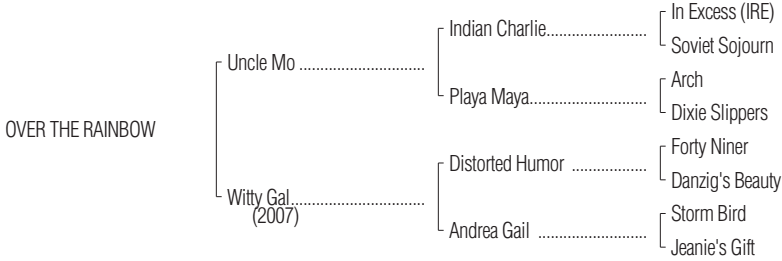 In Excess (IRE)
Indian Charlie........................
Soviet Sojourn
Uncle Mo ..............................
Arch
Playa Maya............................
Dixie Slippers
OVER THE RAINBOW
Forty Niner
Distorted Humor ..................
Danzig's Beauty
Witty Gal................................
(2007)
Storm Bird
Andrea Gail ..........................
Jeanie's Gift